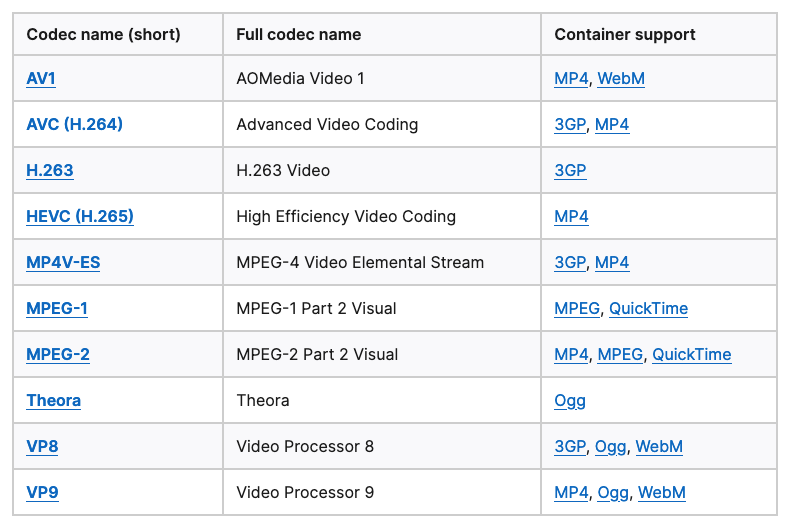 Codec name (short) Full codec name Container support
AV1 AOMedia Video 1 MP4, WebM
AVC (H.264) Advanced Video Coding 3GP, MP4
H.263 H.263 Video 3GP
HEVC (H.265) High Efficiency Video Coding MP4
MP4V-ES MPEG-4 Video Elemental Stream 3GP, MP4
MPEG-1 MPEG-1 Part 2 Visual MPEG, QuickTime
MPEG-2 MPEG-2 Part 2 Visual MP4, MPEG, QuickTime
Theora Theora Ogg
VP8 Video Processor 8 3GP, Ogg, WebM
VP9 Video Processor 9 MP4, Ogg, WebM